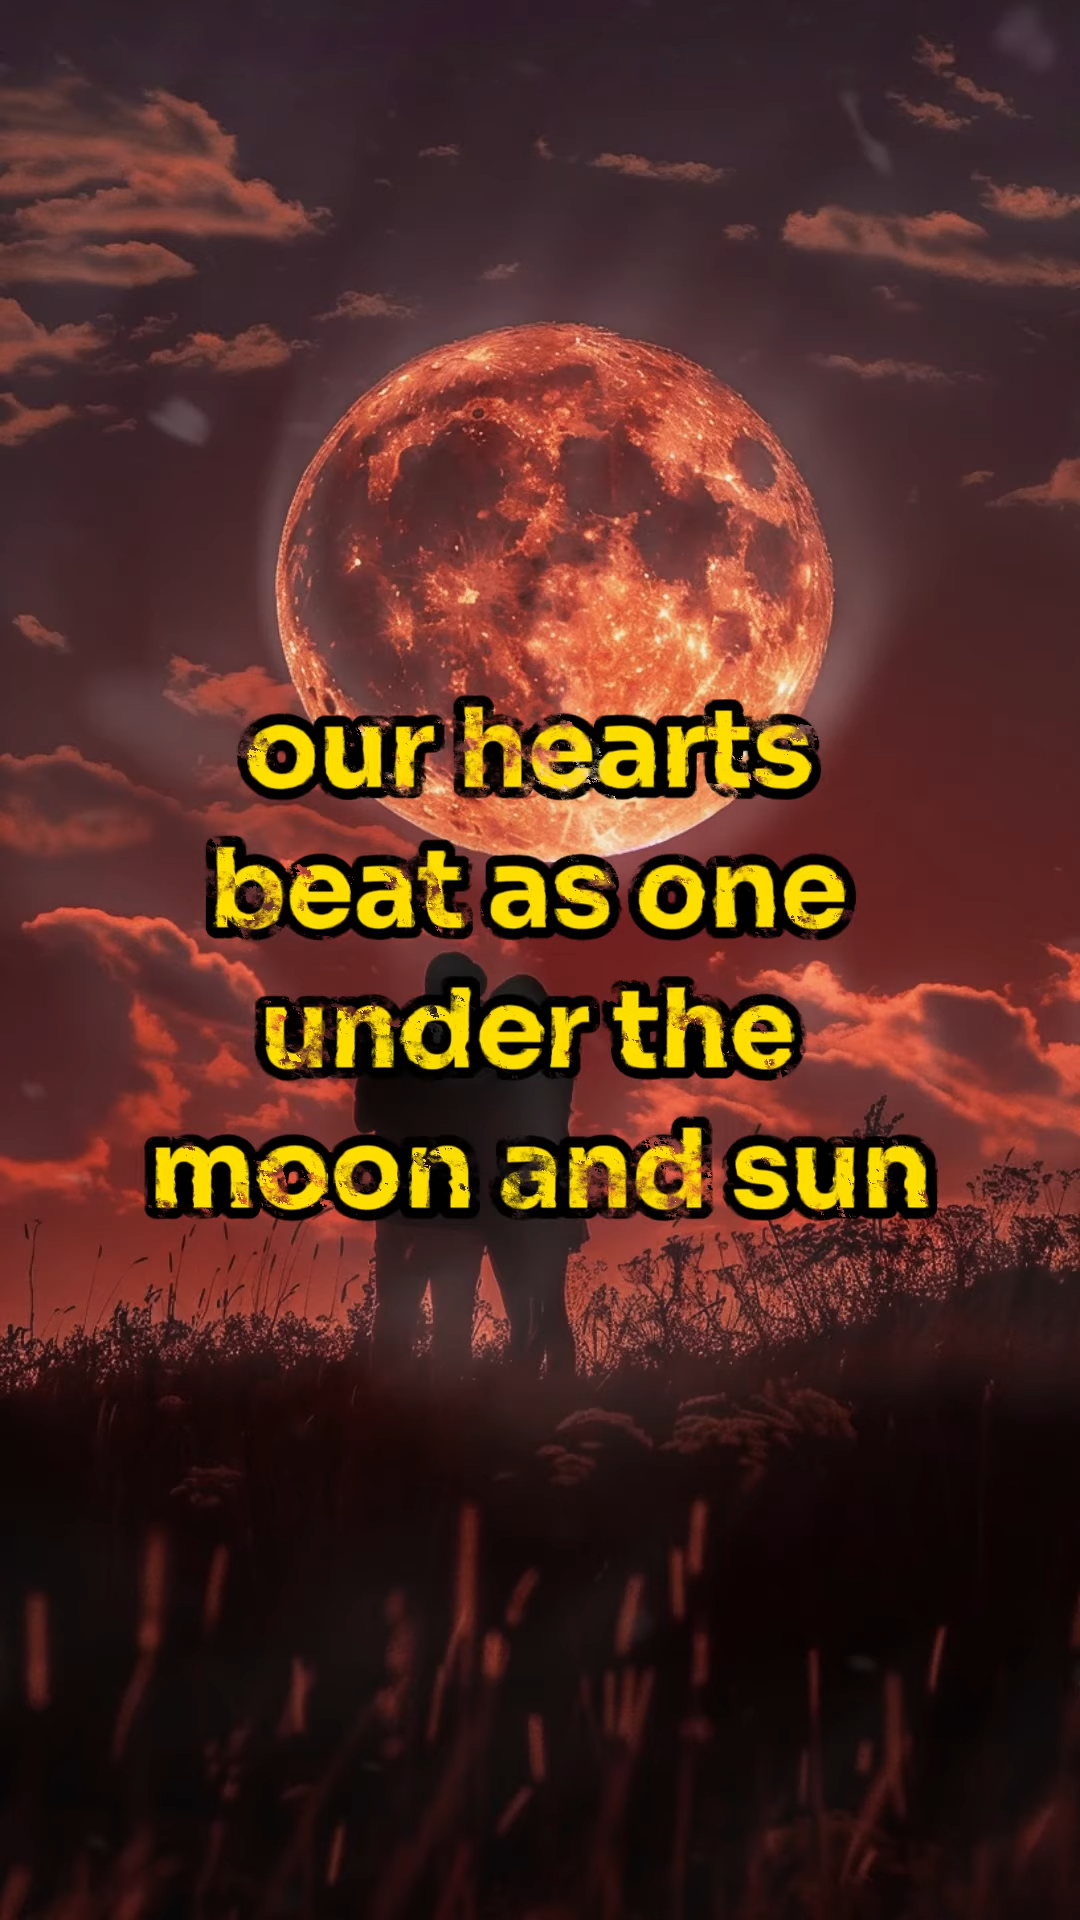 our hearts
beat as one
under the
moon and sun